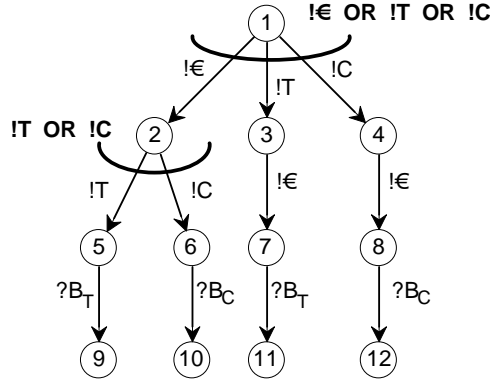 1 !€ OR !T OR !C
!€ !T !C
!T OR !C 2 3 4
!T !C !€ !€
5 6 7 8
?B_T ?B_C ?B_T ?B_C
9 10 11 12